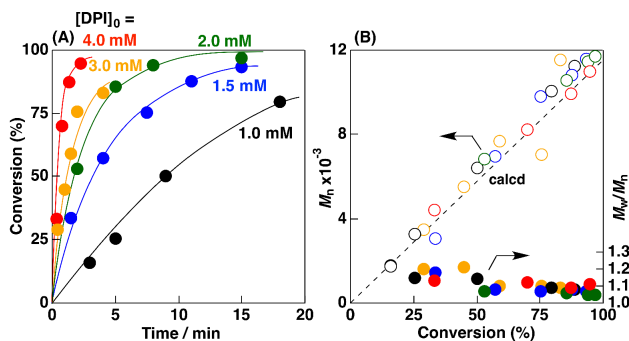 [DPI]0 =
(A)
4.0 mM
3.0 mM
2.0 mM
1.5 mM
1.0 mM
100
75
50
25
0
Conversion (%)
0 5 10 15 20
Time / min
(B)
12
8
4
0
Mn x10-3
calcd
Mw/Mn
1.3
1.2
1.1
1.0
0 25 50 75 100
Conversion (%)